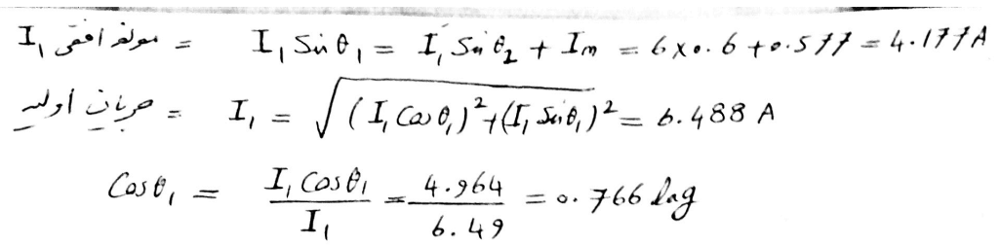 مولفه افقی I₁ = I₁ Sin θ₁ = I₁′ Sin θ₂ + Im = 6×0.6+0.577 = 4.177A
جریان اولیه = I₁ = √((I₁ Cos θ₁)²+(I₁ Sin θ₁)²) = 6.488 A
Cos θ₁ = I₁ Cos θ₁ / I₁ = 4.964 / 6.49 = 0.766 lag